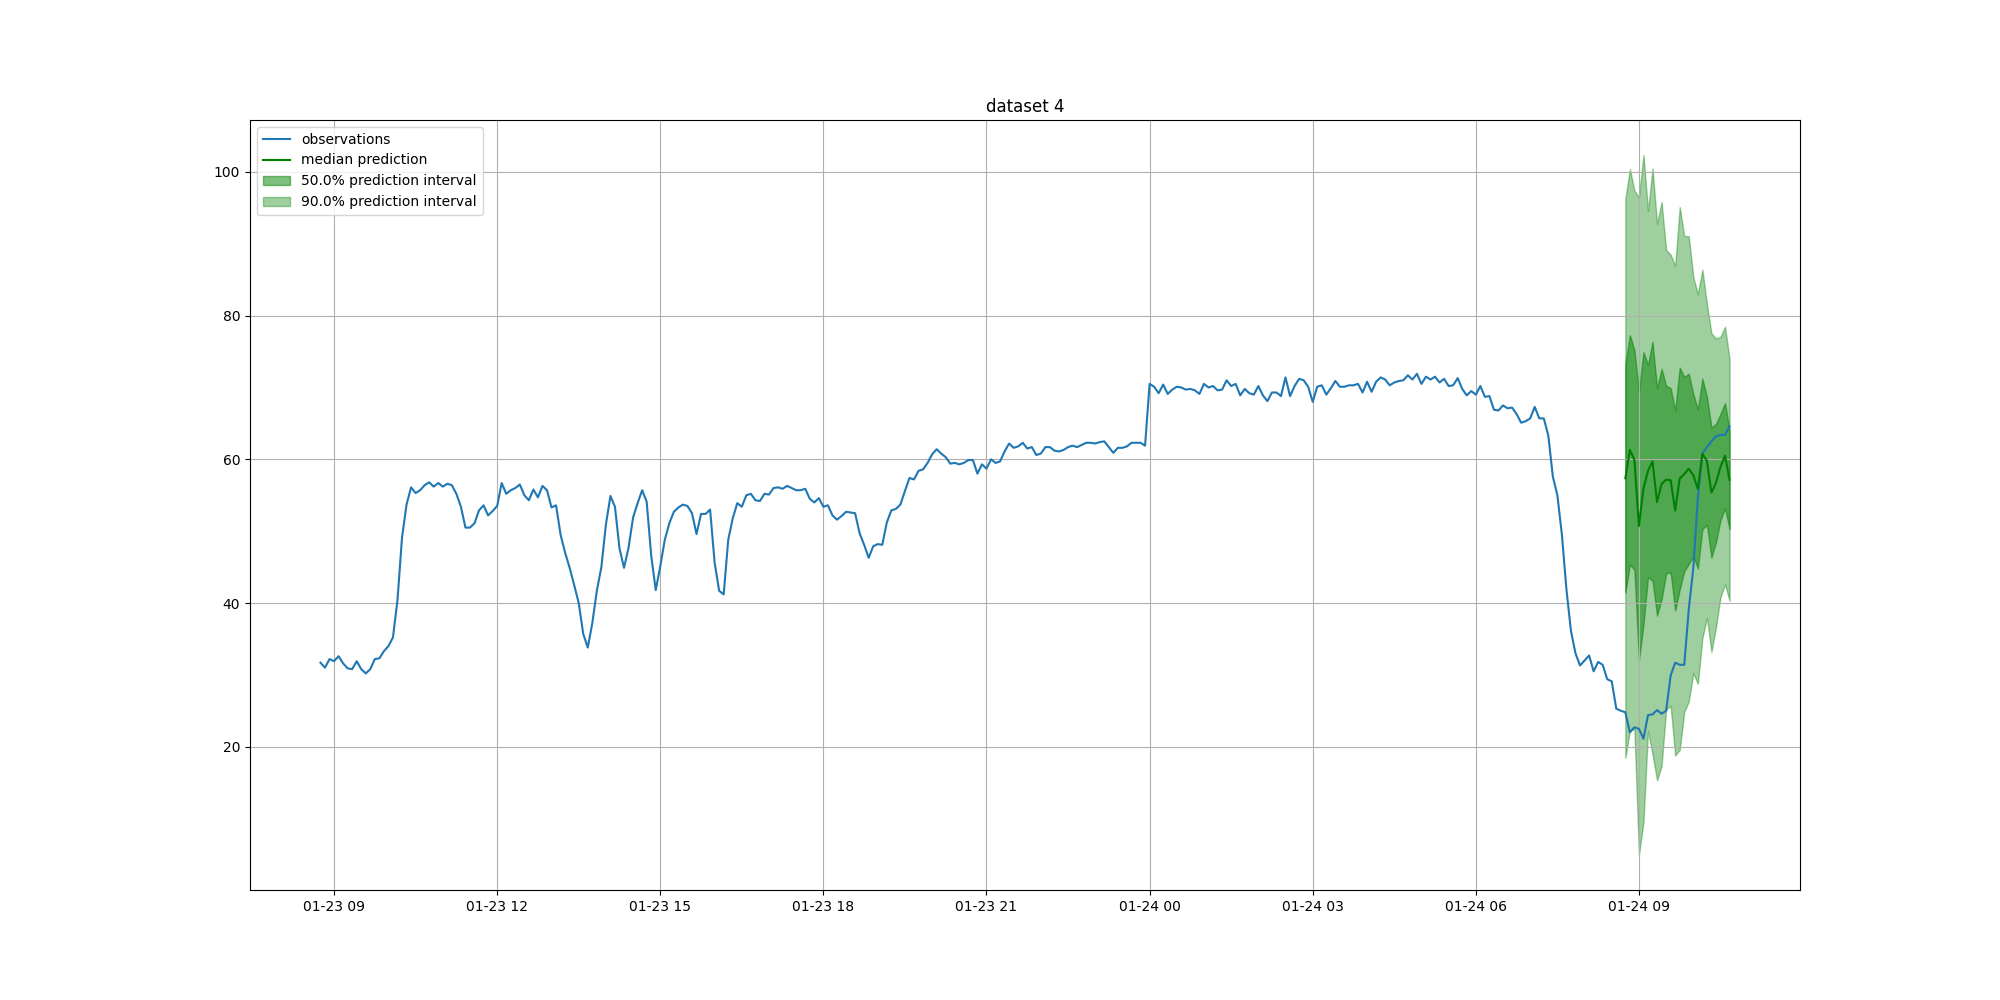 dataset 4
observations
median prediction
50.0% prediction interval
90.0% prediction interval
100
80
60
40
20
01-23 09
01-23 12
01-23 15
01-23 18
01-23 21
01-24 00
01-24 03
01-24 06
01-24 09